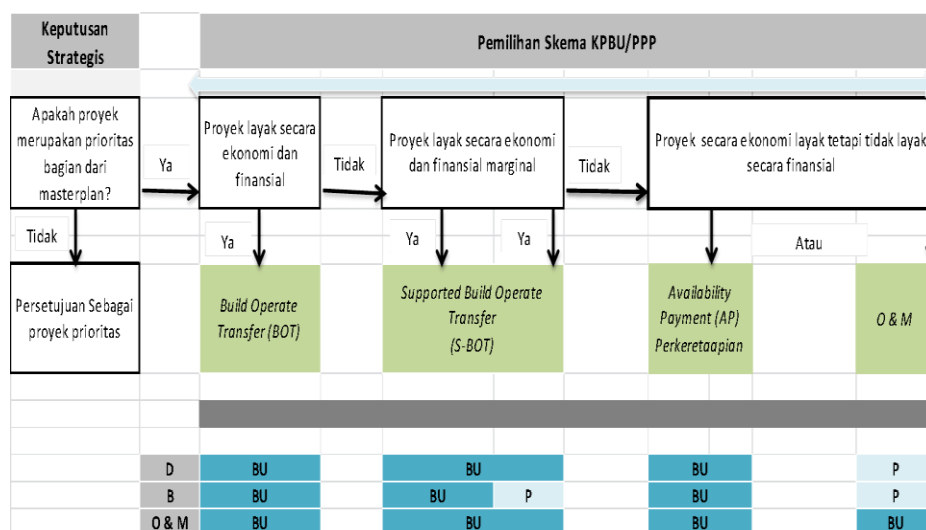 Keputusan
Strategis
Pemilihan Skema KPBU/PPP
Apakah proyek
merupakan prioritas
bagian dari
masterplan?
Ya
Proyek layak secara
ekonomi dan
finansial
Tidak
Proyek layak secara ekonomi
dan finansial marginal
Tidak
Proyek secara ekonomi layak tetapi tidak layak
secara finansial
Tidak
Ya
Ya
Ya
Atau
Persetujuan Sebagai
proyek prioritas
Build Operate
Transfer (BOT)
Supported Build Operate
Transfer
(S-BOT)
Availability
Payment (AP)
Perkeretaapian
O & M
D BU BU BU P
B BU BU P BU P
O & M BU BU BU BU